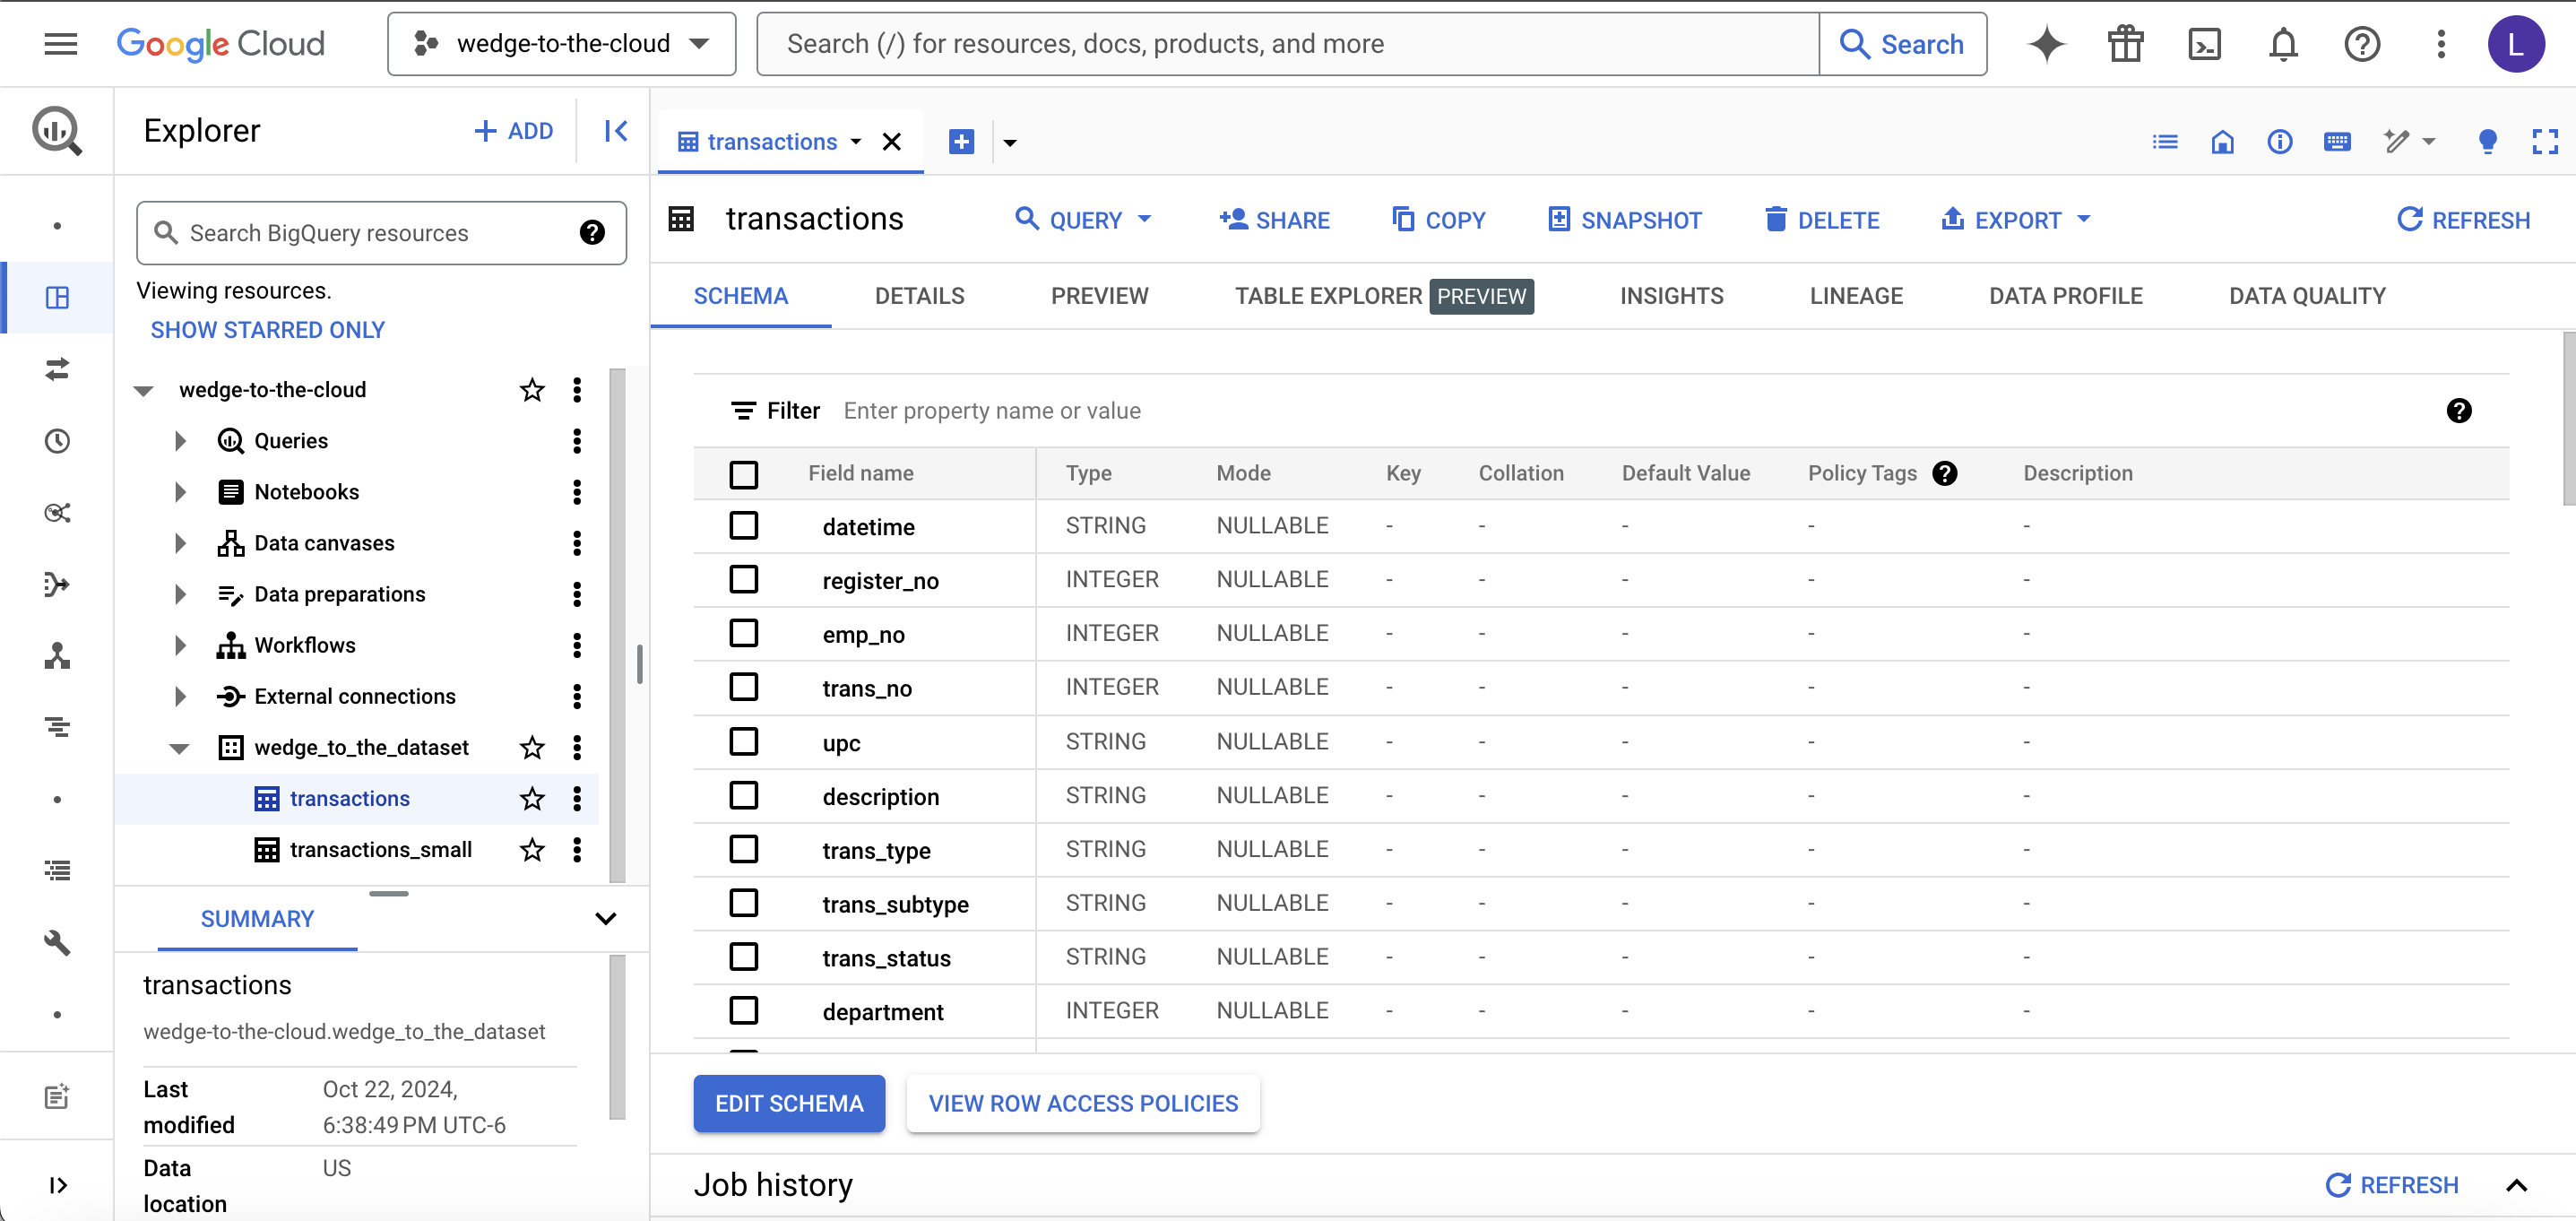 Google Cloud
wedge-to-the-cloud
Search (/) for resources, docs, products, and more
Search
L
Explorer
ADD
transactions
Search BigQuery resources
Viewing resources.
SHOW STARRED ONLY
wedge-to-the-cloud
Queries
Notebooks
Data canvases
Data preparations
Workflows
External connections
wedge_to_the_dataset
transactions
transactions_small
SUMMARY
transactions
wedge-to-the-cloud.wedge_to_the_dataset
Last modified Oct 22, 2024, 6:38:49 PM UTC-6
Data location US
transactions QUERY SHARE COPY SNAPSHOT DELETE EXPORT REFRESH
SCHEMA DETAILS PREVIEW TABLE EXPLORER PREVIEW INSIGHTS LINEAGE DATA PROFILE DATA QUALITY
Filter Enter property name or value
Field name Type Mode Key Collation Default Value Policy Tags Description
datetime STRING NULLABLE - - - - -
register_no INTEGER NULLABLE - - - - -
emp_no INTEGER NULLABLE - - - - -
trans_no INTEGER NULLABLE - - - - -
upc STRING NULLABLE - - - - -
description STRING NULLABLE - - - - -
trans_type STRING NULLABLE - - - - -
trans_subtype STRING NULLABLE - - - - -
trans_status STRING NULLABLE - - - - -
department INTEGER NULLABLE - - - - -
EDIT SCHEMA VIEW ROW ACCESS POLICIES
Job history REFRESH